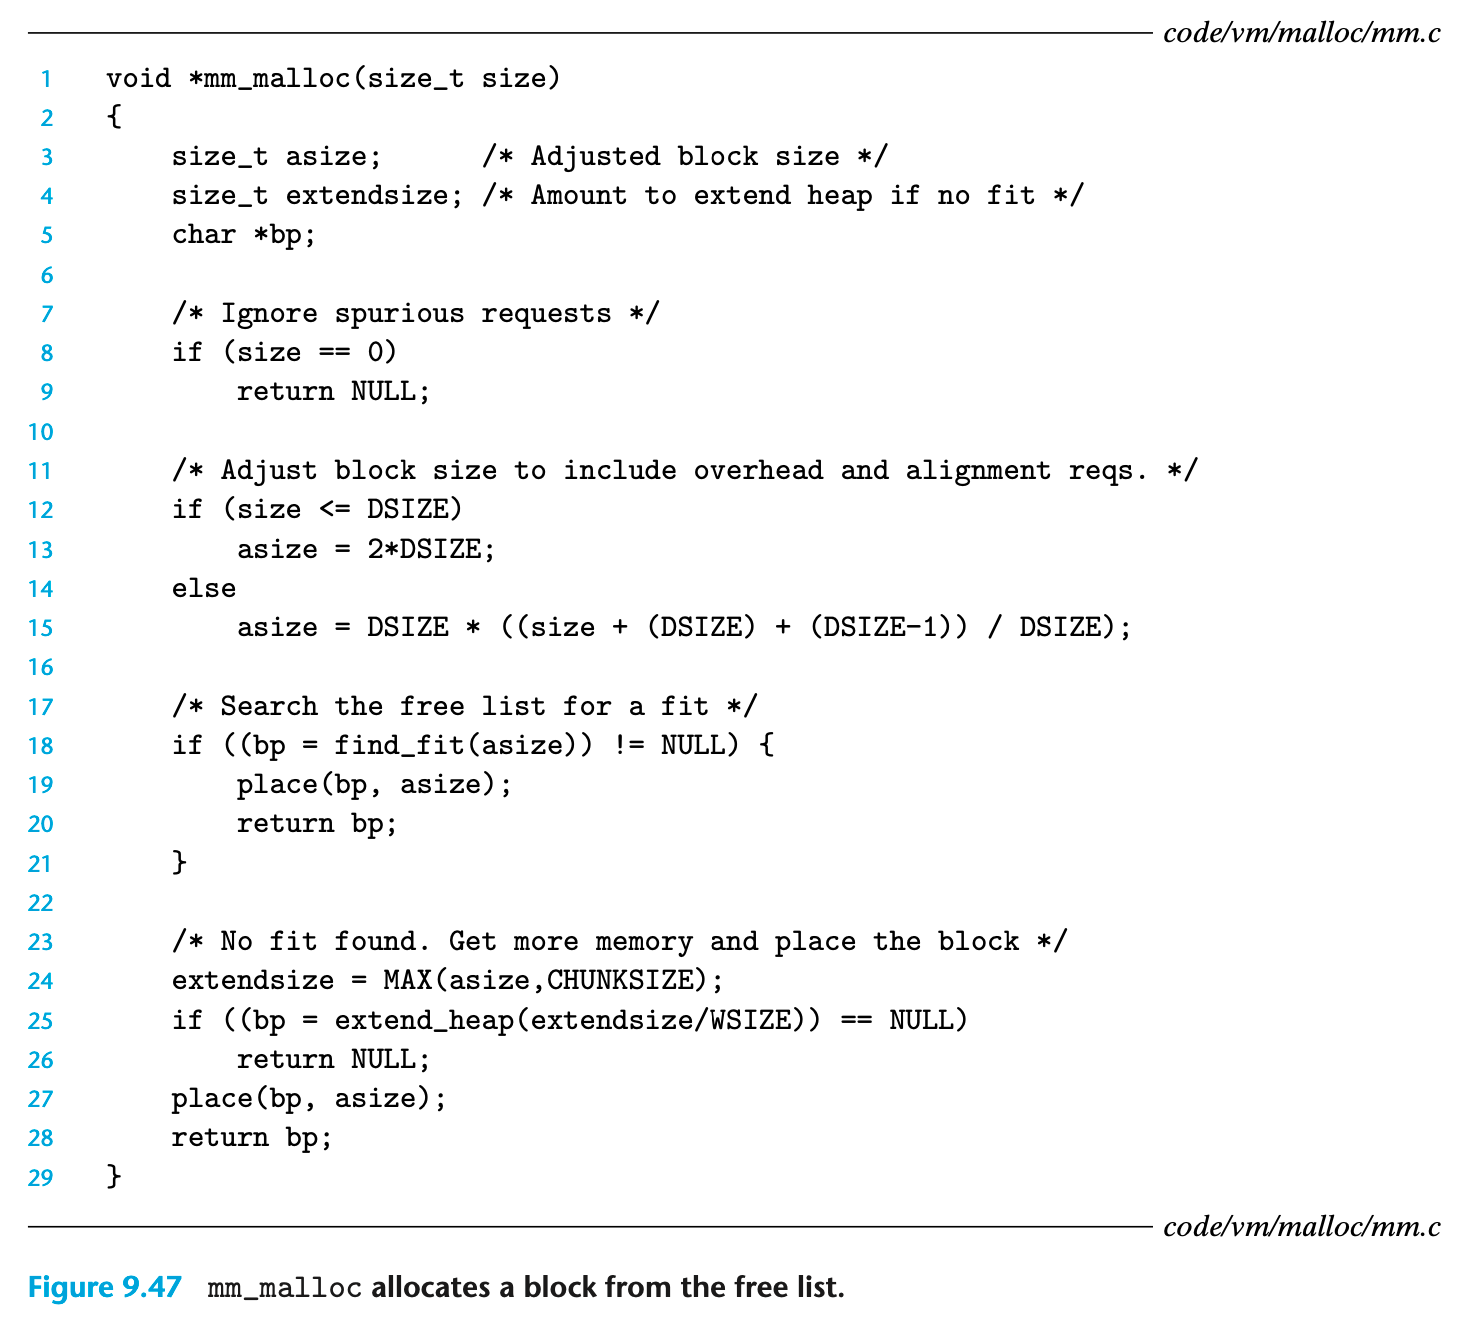 code/vm/malloc/mm.c
1 void *mm_malloc(size_t size)
2 {
3     size_t asize;      /* Adjusted block size */
4     size_t extendsize; /* Amount to extend heap if no fit */
5     char *bp;
6
7     /* Ignore spurious requests */
8     if (size == 0)
9         return NULL;
10
11     /* Adjust block size to include overhead and alignment reqs. */
12     if (size <= DSIZE)
13         asize = 2*DSIZE;
14     else
15         asize = DSIZE * ((size + (DSIZE) + (DSIZE-1)) / DSIZE);
16
17     /* Search the free list for a fit */
18     if ((bp = find_fit(asize)) != NULL) {
19         place(bp, asize);
20         return bp;
21     }
22
23     /* No fit found. Get more memory and place the block */
24     extendsize = MAX(asize,CHUNKSIZE);
25     if ((bp = extend_heap(extendsize/WSIZE)) == NULL)
26         return NULL;
27     place(bp, asize);
28     return bp;
29 }
code/vm/malloc/mm.c
Figure 9.47 mm_malloc allocates a block from the free list.